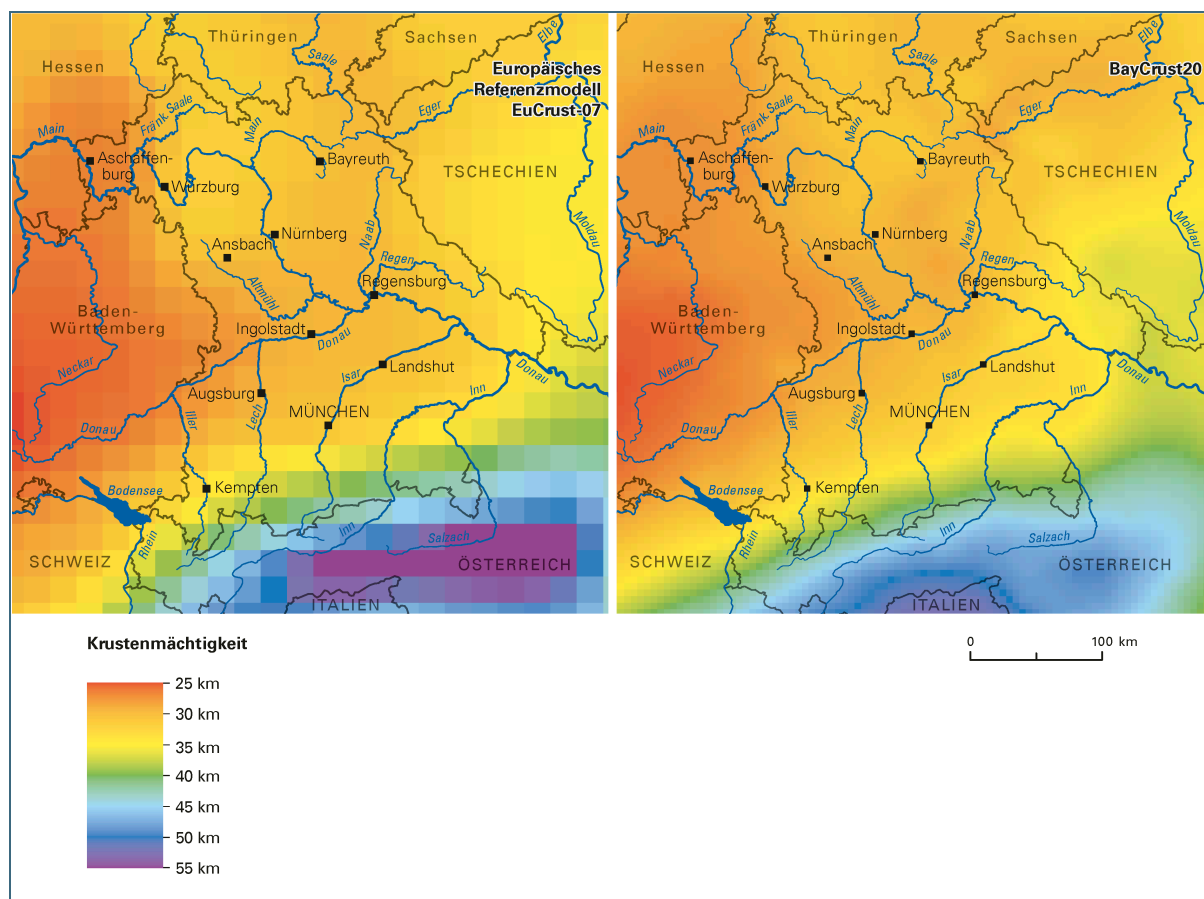 Thüringen
Sachsen
Hessen
Saale
Elbe
Europäisches
Referenzmodell
EuCrust-07
Fränk. Saale
Main
Main
Eger
Aschaffen-
burg
Würzburg
Bayreuth
TSCHECHIEN
Moldau
Nürnberg
Ansbach
Naab
Regen
Altmühl
Regensburg
Baden-
Württemberg
Ingolstadt
Donau
Neckar
Isar
Landshut
Donau
Augsburg
Inn
Iller
Lech
MÜNCHEN
Donau
Bodensee
Kempten
Rhein
Inn
Salzach
SCHWEIZ
ÖSTERREICH
ITALIEN
Thüringen
Sachsen
Hessen
Saale
Elbe
BayCrust20
Fränk. Saale
Main
Main
Eger
Aschaffen-
burg
Würzburg
Bayreuth
TSCHECHIEN
Moldau
Nürnberg
Ansbach
Naab
Regen
Altmühl
Regensburg
Baden-
Württemberg
Ingolstadt
Donau
Neckar
Isar
Landshut
Donau
Augsburg
Inn
Iller
Lech
MÜNCHEN
Donau
Bodensee
Kempten
Rhein
Inn
Salzach
SCHWEIZ
ÖSTERREICH
ITALIEN
Krustenmächtigkeit
25 km
30 km
35 km
40 km
45 km
50 km
55 km
0 100 km